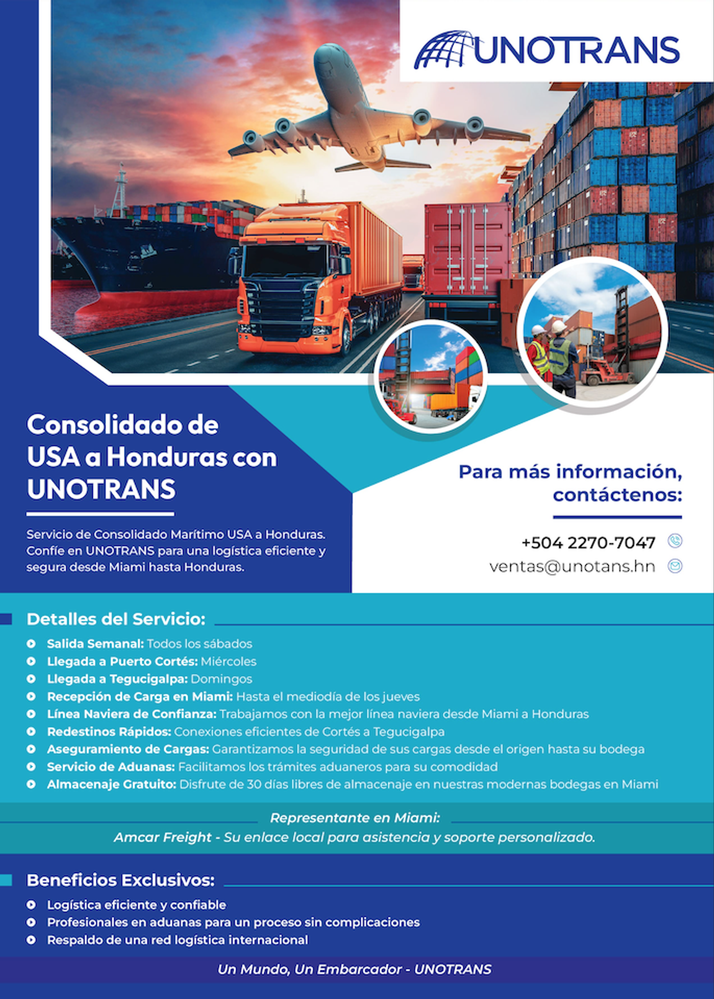 UNOTRANS
Consolidado de
USA a Honduras con
UNOTRANS
Servicio de Consolidado Marítimo USA a Honduras.
Confíe en UNOTRANS para una logística eficiente y
segura desde Miami hasta Honduras.
Para más información,
contáctenos:
+504 2270-7047
ventas@unotans.hn
Detalles del Servicio:
Salida Semanal: Todos los sábados
Llegada a Puerto Cortés: Miércoles
Llegada a Tegucigalpa: Domingos
Recepción de Carga en Miami: Hasta el mediodía de los jueves
Línea Naviera de Confianza: Trabajamos con la mejor línea naviera desde Miami a Honduras
Redestinos Rápidos: Conexiones eficientes de Cortés a Tegucigalpa
Aseguramiento de Cargas: Garantizamos la seguridad de sus cargas desde el origen hasta su bodega
Servicio de Aduanas: Facilitamos los trámites aduaneros para su comodidad
Almacenaje Gratuito: Disfrute de 30 días libres de almacenaje en nuestras modernas bodegas en Miami
Representante en Miami:
Amcar Freight - Su enlace local para asistencia y soporte personalizado.
Beneficios Exclusivos:
Logística eficiente y confiable
Profesionales en aduanas para un proceso sin complicaciones
Respaldo de una red logística internacional
Un Mundo, Un Embarcador - UNOTRANS